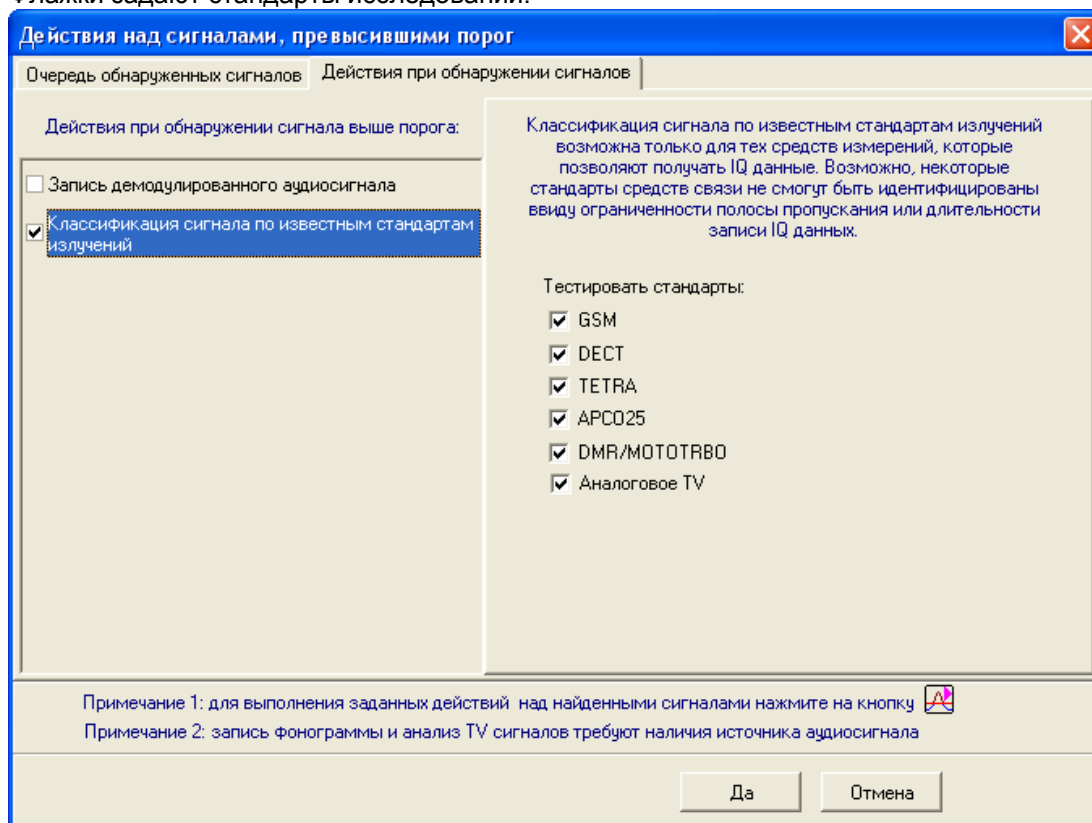 Флажки задают стандарты исследований.
Действия над сигналами, превысившими порог
Очередь обнаруженных сигналов
Действия при обнаружении сигналов
Действия при обнаружении сигнала выше порога:
Запись демодулированного аудиосигнала
Классификация сигнала по известным стандартам
излучений
Классификация сигнала по известным стандартам излучений
возможна только для тех средств измерений, которые
позволяют получать IQ данные. Возможно, некоторые
стандарты средств связи не смогут быть идентифицированы
ввиду ограниченности полосы пропускания или длительности
записи IQ данных.
Тестировать стандарты:
GSM
DECT
TETRA
APCO25
DMR/MOTOTRBO
Аналоговое TV
Примечание 1: для выполнения заданных действий над найденными сигналами нажмите на кнопку
Примечание 2: запись фонограммы и анализ TV сигналов требуют наличия источника аудиосигнала
Да
Отмена